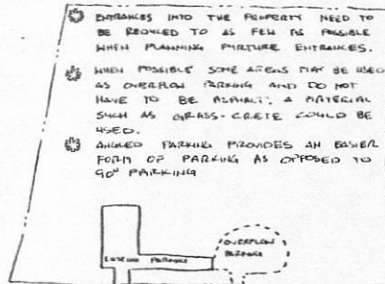 ENTRANCES INTO THE PROPERTY NEED TO
BE REDUCED TO AS FEW AS POSSIBLE
WHEN PLANNING FURTURE ENTRANCES.
WHEN POSSIBLE SOME AREAS MAY BE USED
AS OVERFLOW PARKING AND DO NOT
HAVE TO BE ASPHALT. A MATERIAL
SUCH AS GRASS-CRETE COULD BE
USED.
ANGLED PARKING PROVIDES AN EASIER
FORM OF PARKING AS OPPOSED TO
90° PARKING
OVERFLOW
PARKING
EXISTING PARKING